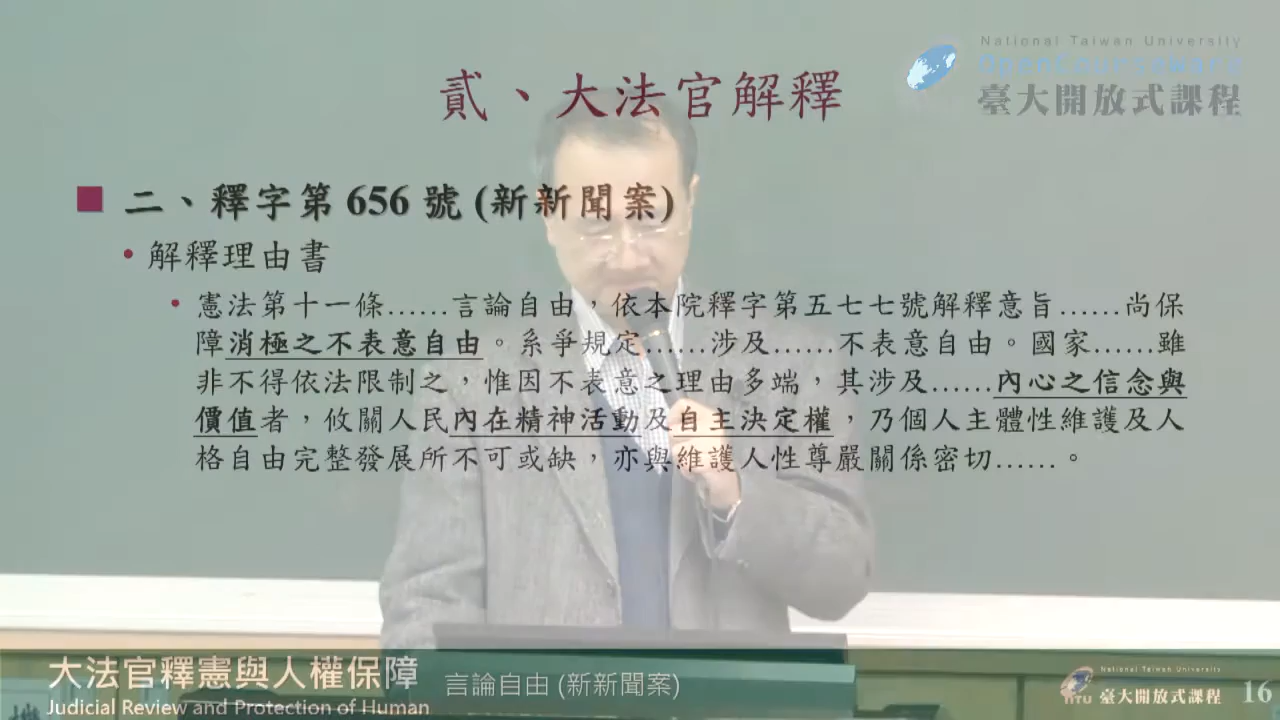 National Taiwan University
OpenCourseWare
臺大開放式課程
貳、大法官解釋
二、釋字第 656 號 (新新聞案)
解釋理由書
憲法第十一條……言論自由，依本院釋字第五七七號解釋意旨……尚保
障消極之不表意自由。系爭規定……涉及……不表意自由。國家……雖
非不得依法限制之，惟因不表意之理由多端，其涉及……內心之信念與
價值者，攸關人民內在精神活動及自主決定權，乃個人主體性維護及人
格自由完整發展所不可或缺，亦與維護人性尊嚴關係密切……。
大法官釋憲與人權保障
言論自由 (新新聞案)
Judicial Review and Protection of Human
National Taiwan University
NTU 臺大開放式課程
16